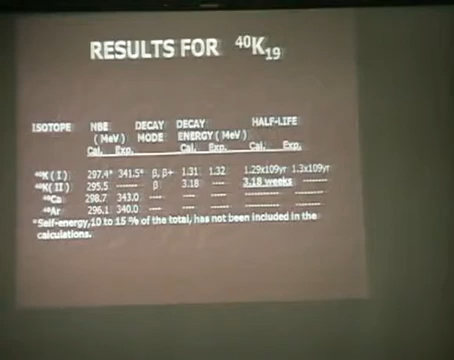 RESULTS FOR ⁴⁰K₁₉
ISOTOPE NBE DECAY DECAY HALF-LIFE
( MeV ) MODE ENERGY ( MeV )
Cal. Exp. Cal. Exp. Cal. Exp.
⁴⁰K( I ) 297.4* 341.5* β, β+ 1.31 1.32 1.29x109yr 1.3x109yr
⁴⁰K( II ) 295.5 ------ β 3.18 ---- 3.18 weeks --------
⁴⁰Ca 298.7 343.0 ---- ---- ---- ---------- --------
⁴⁰Ar 296.1 340.0 ---- ---- ---- ---------- --------
*Self-energy,10 to 15 % of the total, has not been included in the
calculations.